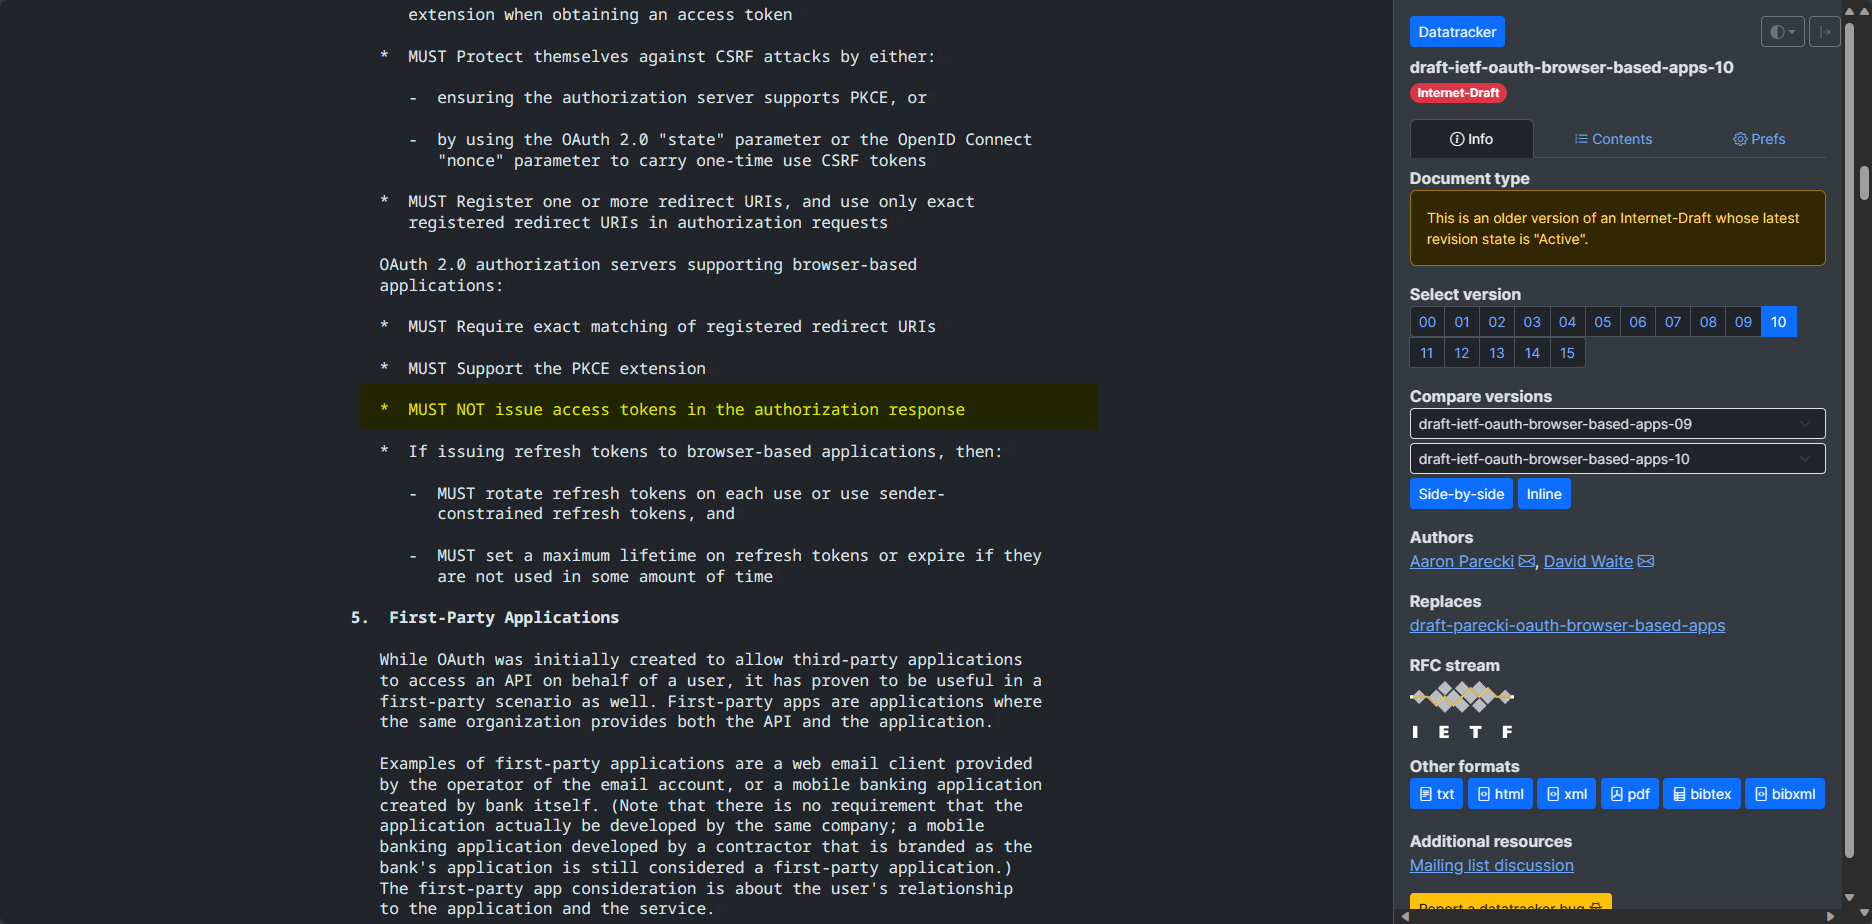 extension when obtaining an access token
* MUST Protect themselves against CSRF attacks by either:
- ensuring the authorization server supports PKCE, or
- by using the OAuth 2.0 "state" parameter or the OpenID Connect
"nonce" parameter to carry one-time use CSRF tokens
* MUST Register one or more redirect URIs, and use only exact
registered redirect URIs in authorization requests
OAuth 2.0 authorization servers supporting browser-based
applications:
* MUST Require exact matching of registered redirect URIs
* MUST Support the PKCE extension
* MUST NOT issue access tokens in the authorization response
* If issuing refresh tokens to browser-based applications, then:
- MUST rotate refresh tokens on each use or use sender-
constrained refresh tokens, and
- MUST set a maximum lifetime on refresh tokens or expire if they
are not used in some amount of time
5. First-Party Applications
While OAuth was initially created to allow third-party applications
to access an API on behalf of a user, it has proven to be useful in a
first-party scenario as well. First-party apps are applications where
the same organization provides both the API and the application.
Examples of first-party applications are a web email client provided
by the operator of the email account, or a mobile banking application
created by bank itself. (Note that there is no requirement that the
application actually be developed by the same company; a mobile
banking application developed by a contractor that is branded as the
bank's application is still considered a first-party application.)
The first-party app consideration is about the user's relationship
to the application and the service.
Datatracker
draft-ietf-oauth-browser-based-apps-10
Internet-Draft
Info Contents Prefs
Document type
This is an older version of an Internet-Draft whose latest
revision state is "Active".
Select version
00 01 02 03 04 05 06 07 08 09 10
11 12 13 14 15
Compare versions
draft-ietf-oauth-browser-based-apps-09
draft-ietf-oauth-browser-based-apps-10
Side-by-side Inline
Authors
Aaron Parecki, David Waite
Replaces
draft-parecki-oauth-browser-based-apps
RFC stream
I E T F
Other formats
txt html xml pdf bibtex bibxml
Additional resources
Mailing list discussion
Report a datatracker bug